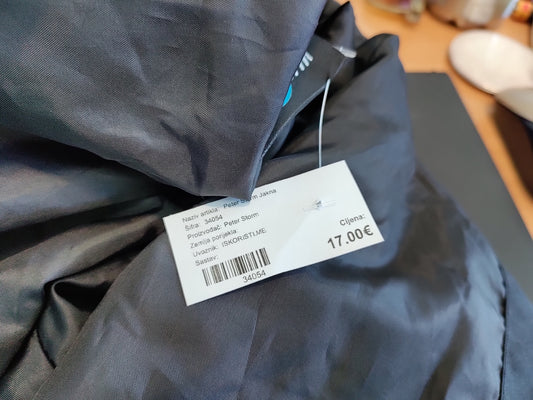 Naziv artikla: Peter Storm Jakna
Šifra: 34054
Proizvođač: Peter Storm
Zemlja porijekla:
Uvoznik: ISKORISTI.ME
Sastav:
34054
Cijena:
17.00€